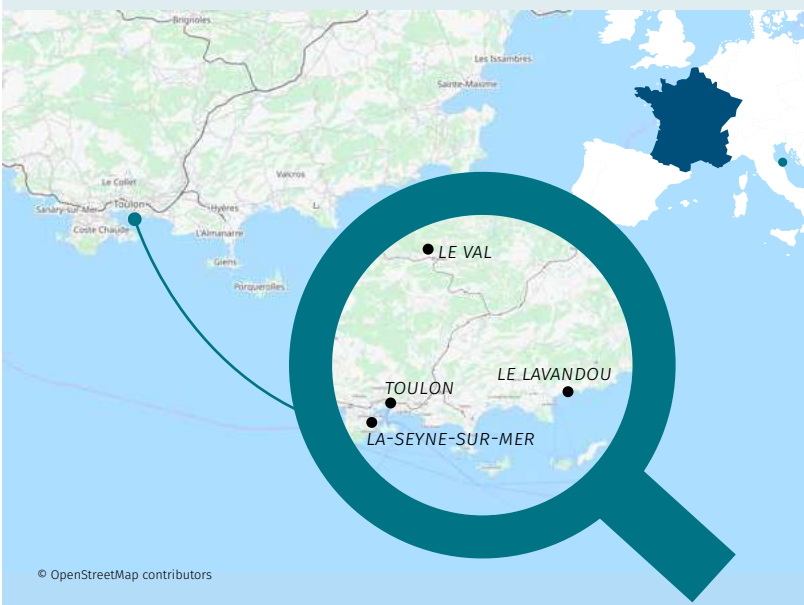 Brignoles
Les Issambres
Sainte-Maxime
Valcros
Le Collet
Toulon
Hyères
Sanary-sur-Mer
Coste Chaude
L'Almanarre
Giens
Porquerolles
LE VAL
LE LAVANDOU
TOULON
LA-SEYNE-SUR-MER
© OpenStreetMap contributors